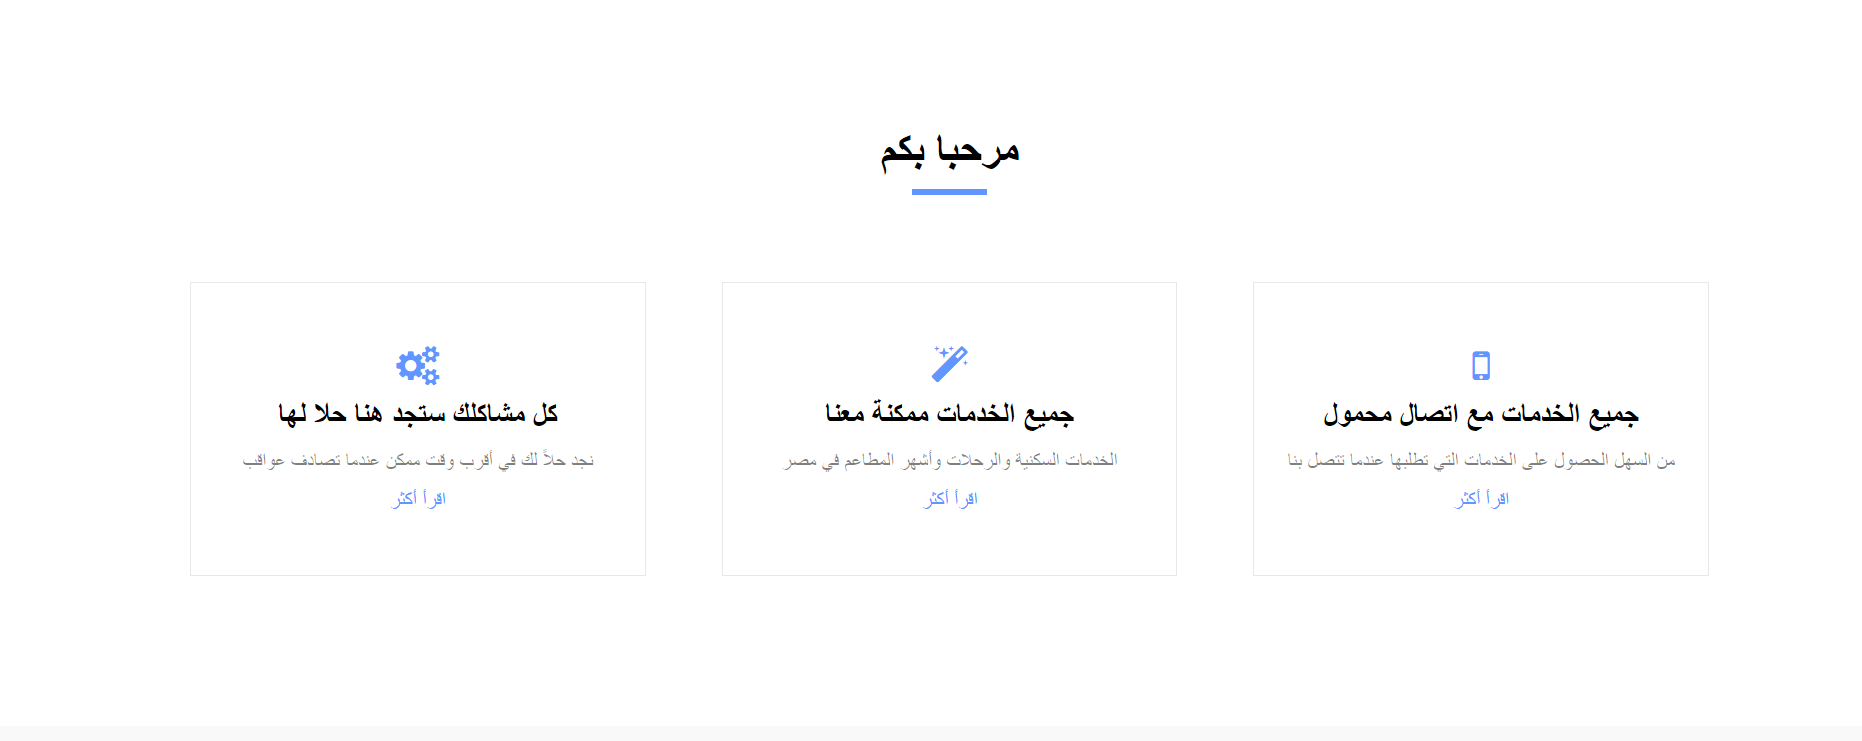 مرحبا بكم
جميع الخدمات مع اتصال محمول
من السهل الحصول على الخدمات التي تطلبها عندما تتصل بنا
اقرأ أكثر
جميع الخدمات ممكنة معنا
الخدمات السكنية والرحلات وأشهر المطاعم في مصر
اقرأ أكثر
كل مشاكلك ستجد هنا حلا لها
نجد حلاً لك في أقرب وقت ممكن عندما تصادف عواقب
اقرأ أكثر